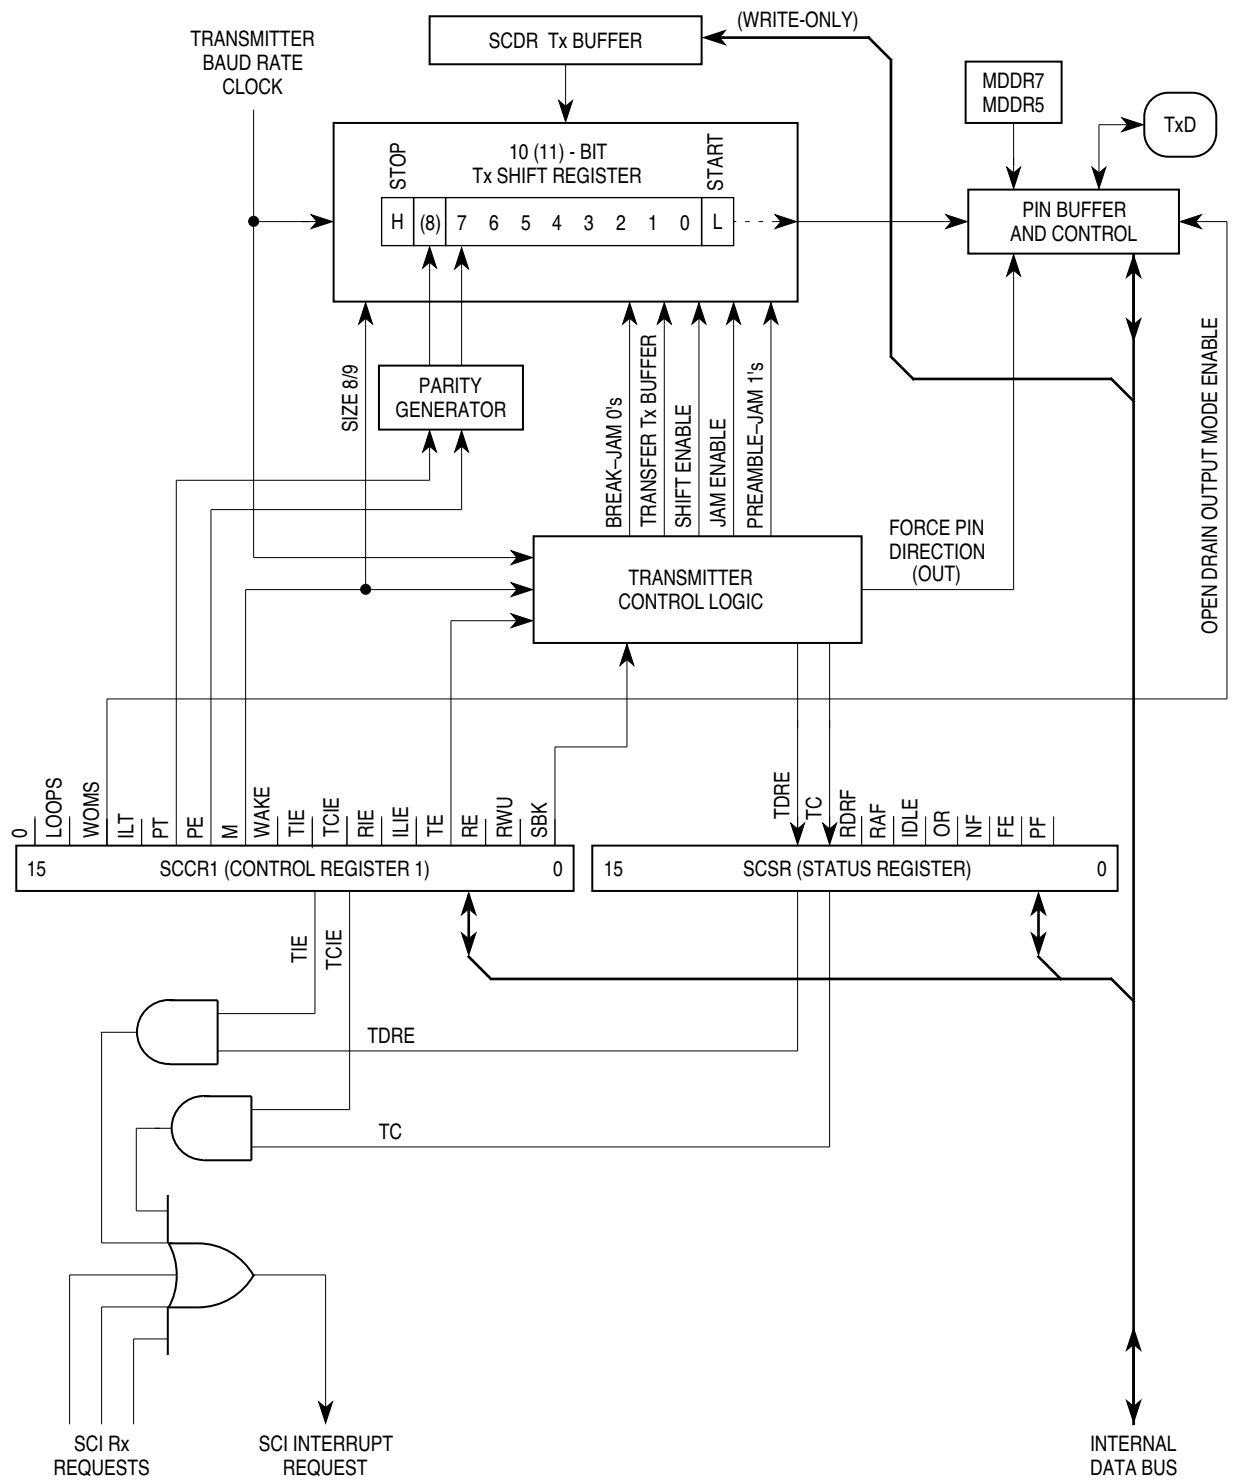 (WRITE-ONLY)
TRANSMITTER
BAUD RATE
CLOCK
SCDR Tx BUFFER
MDDR7
MDDR5
TxD
10 (11) - BIT
Tx SHIFT REGISTER
STOP
START
H (8) 7 6 5 4 3 2 1 0 L
PIN BUFFER
AND CONTROL
SIZE 8/9
PARITY
GENERATOR
BREAK–JAM 0's
TRANSFER Tx BUFFER
SHIFT ENABLE
JAM ENABLE
PREAMBLE–JAM 1's
OPEN DRAIN OUTPUT MODE ENABLE
FORCE PIN
DIRECTION
(OUT)
TRANSMITTER
CONTROL LOGIC
0
LOOPS
WOMS
ILT
PT
PE
M
WAKE
TIE
TCIE
RIE
ILIE
TE
RE
RWU
SBK
TDRE
TC
RDRF
RAF
IDLE
OR
NF
FE
PF
15 SCCR1 (CONTROL REGISTER 1) 0
15 SCSR (STATUS REGISTER) 0
TIE
TCIE
TDRE
TC
SCI Rx
REQUESTS
SCI INTERRUPT
REQUEST
INTERNAL
DATA BUS